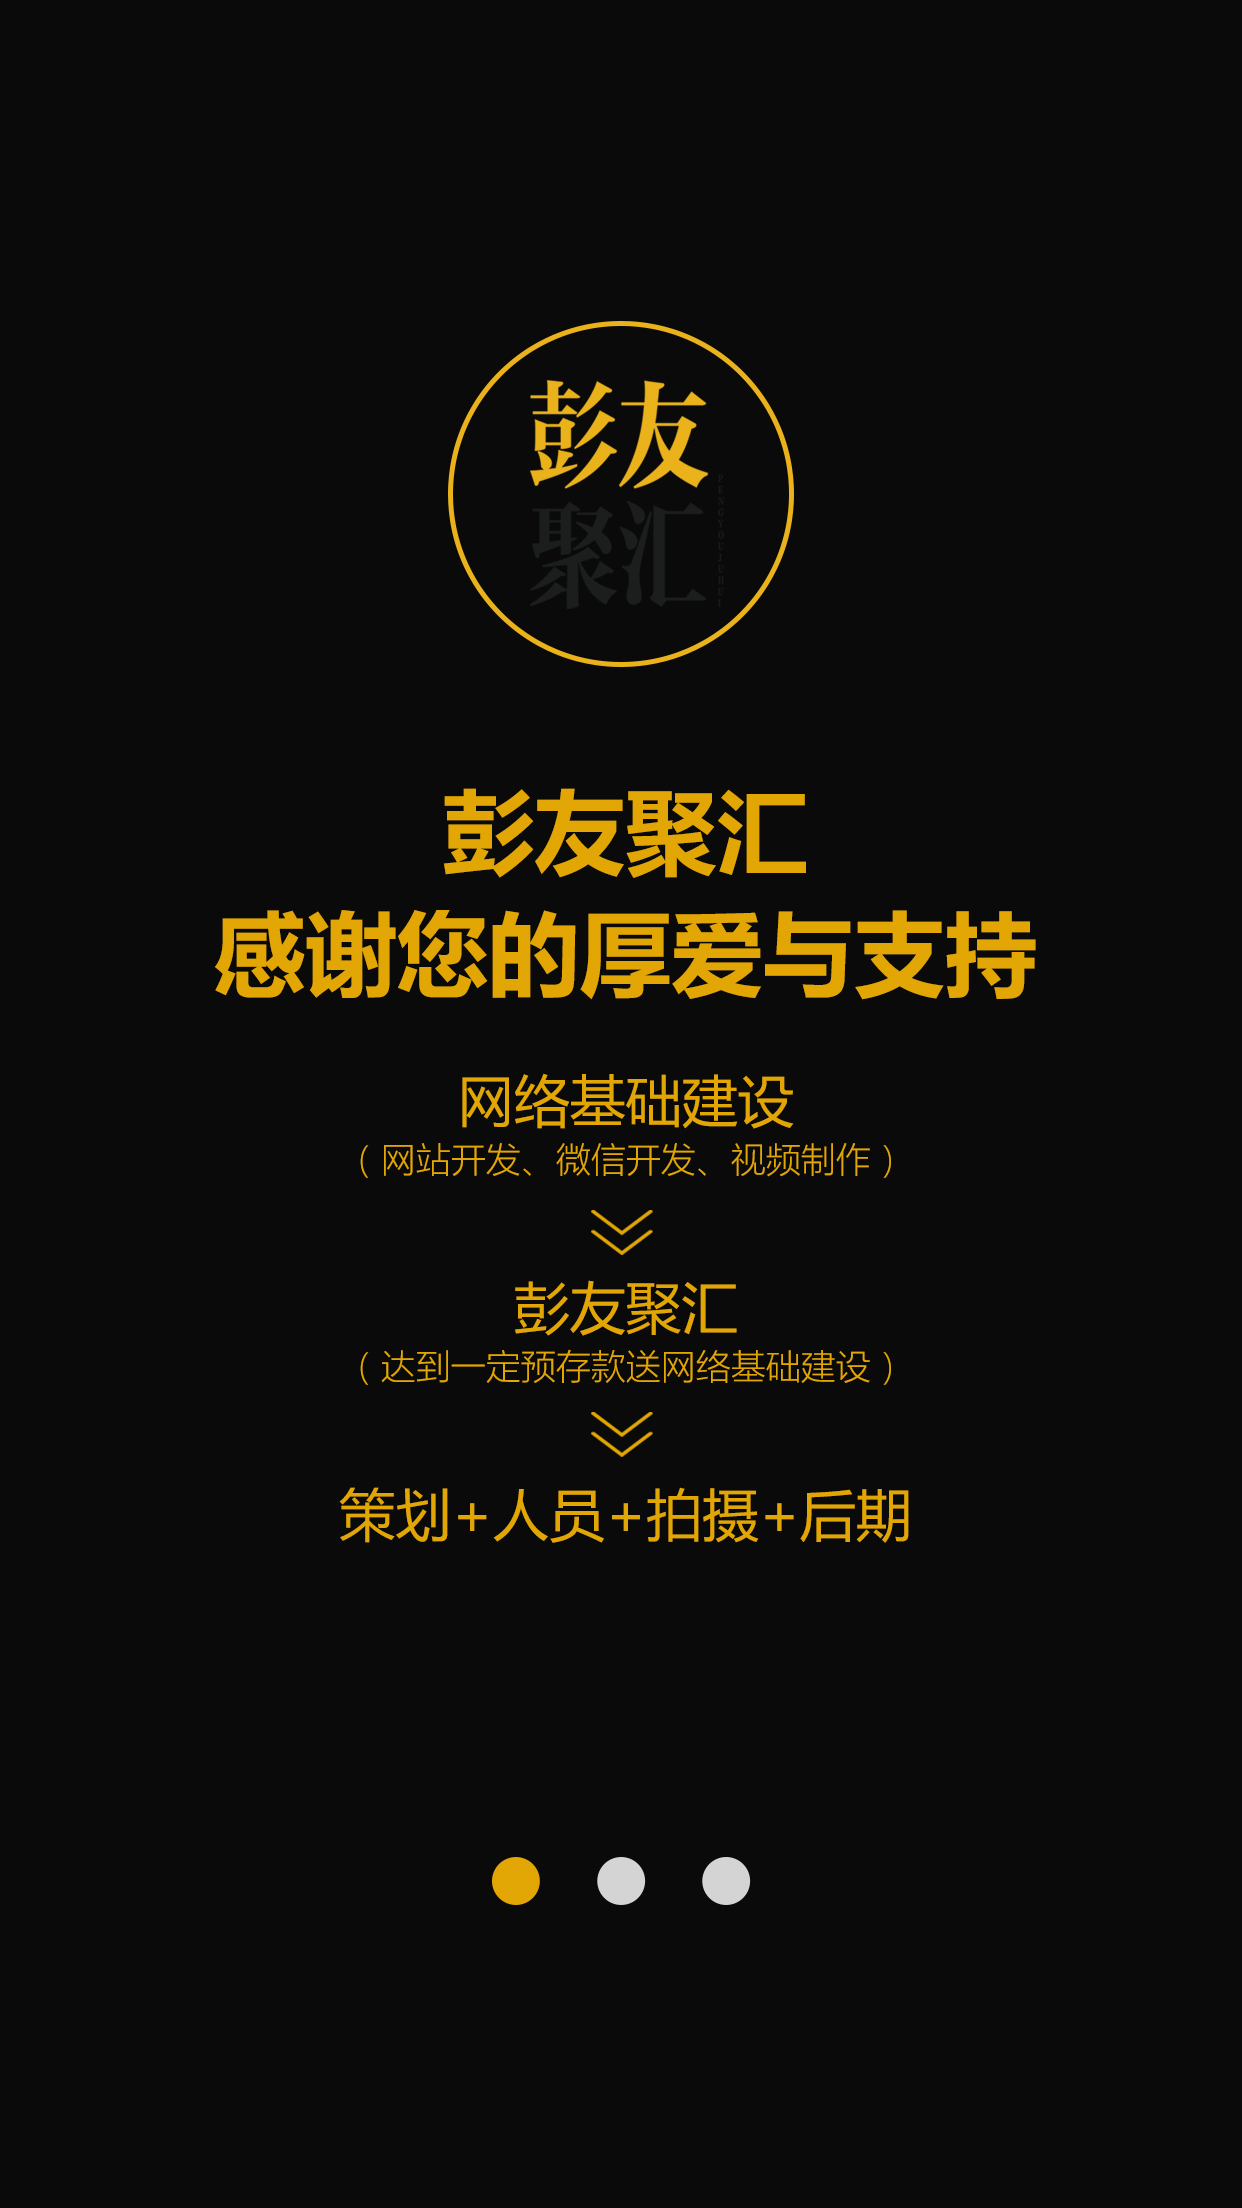 彭友
聚汇
PENGYOUJUHUI
彭友聚汇
感谢您的厚爱与支持
网络基础建设
（网站开发、微信开发、视频制作）
彭友聚汇
（达到一定预存款送网络基础建设）
策划+人员+拍摄+后期